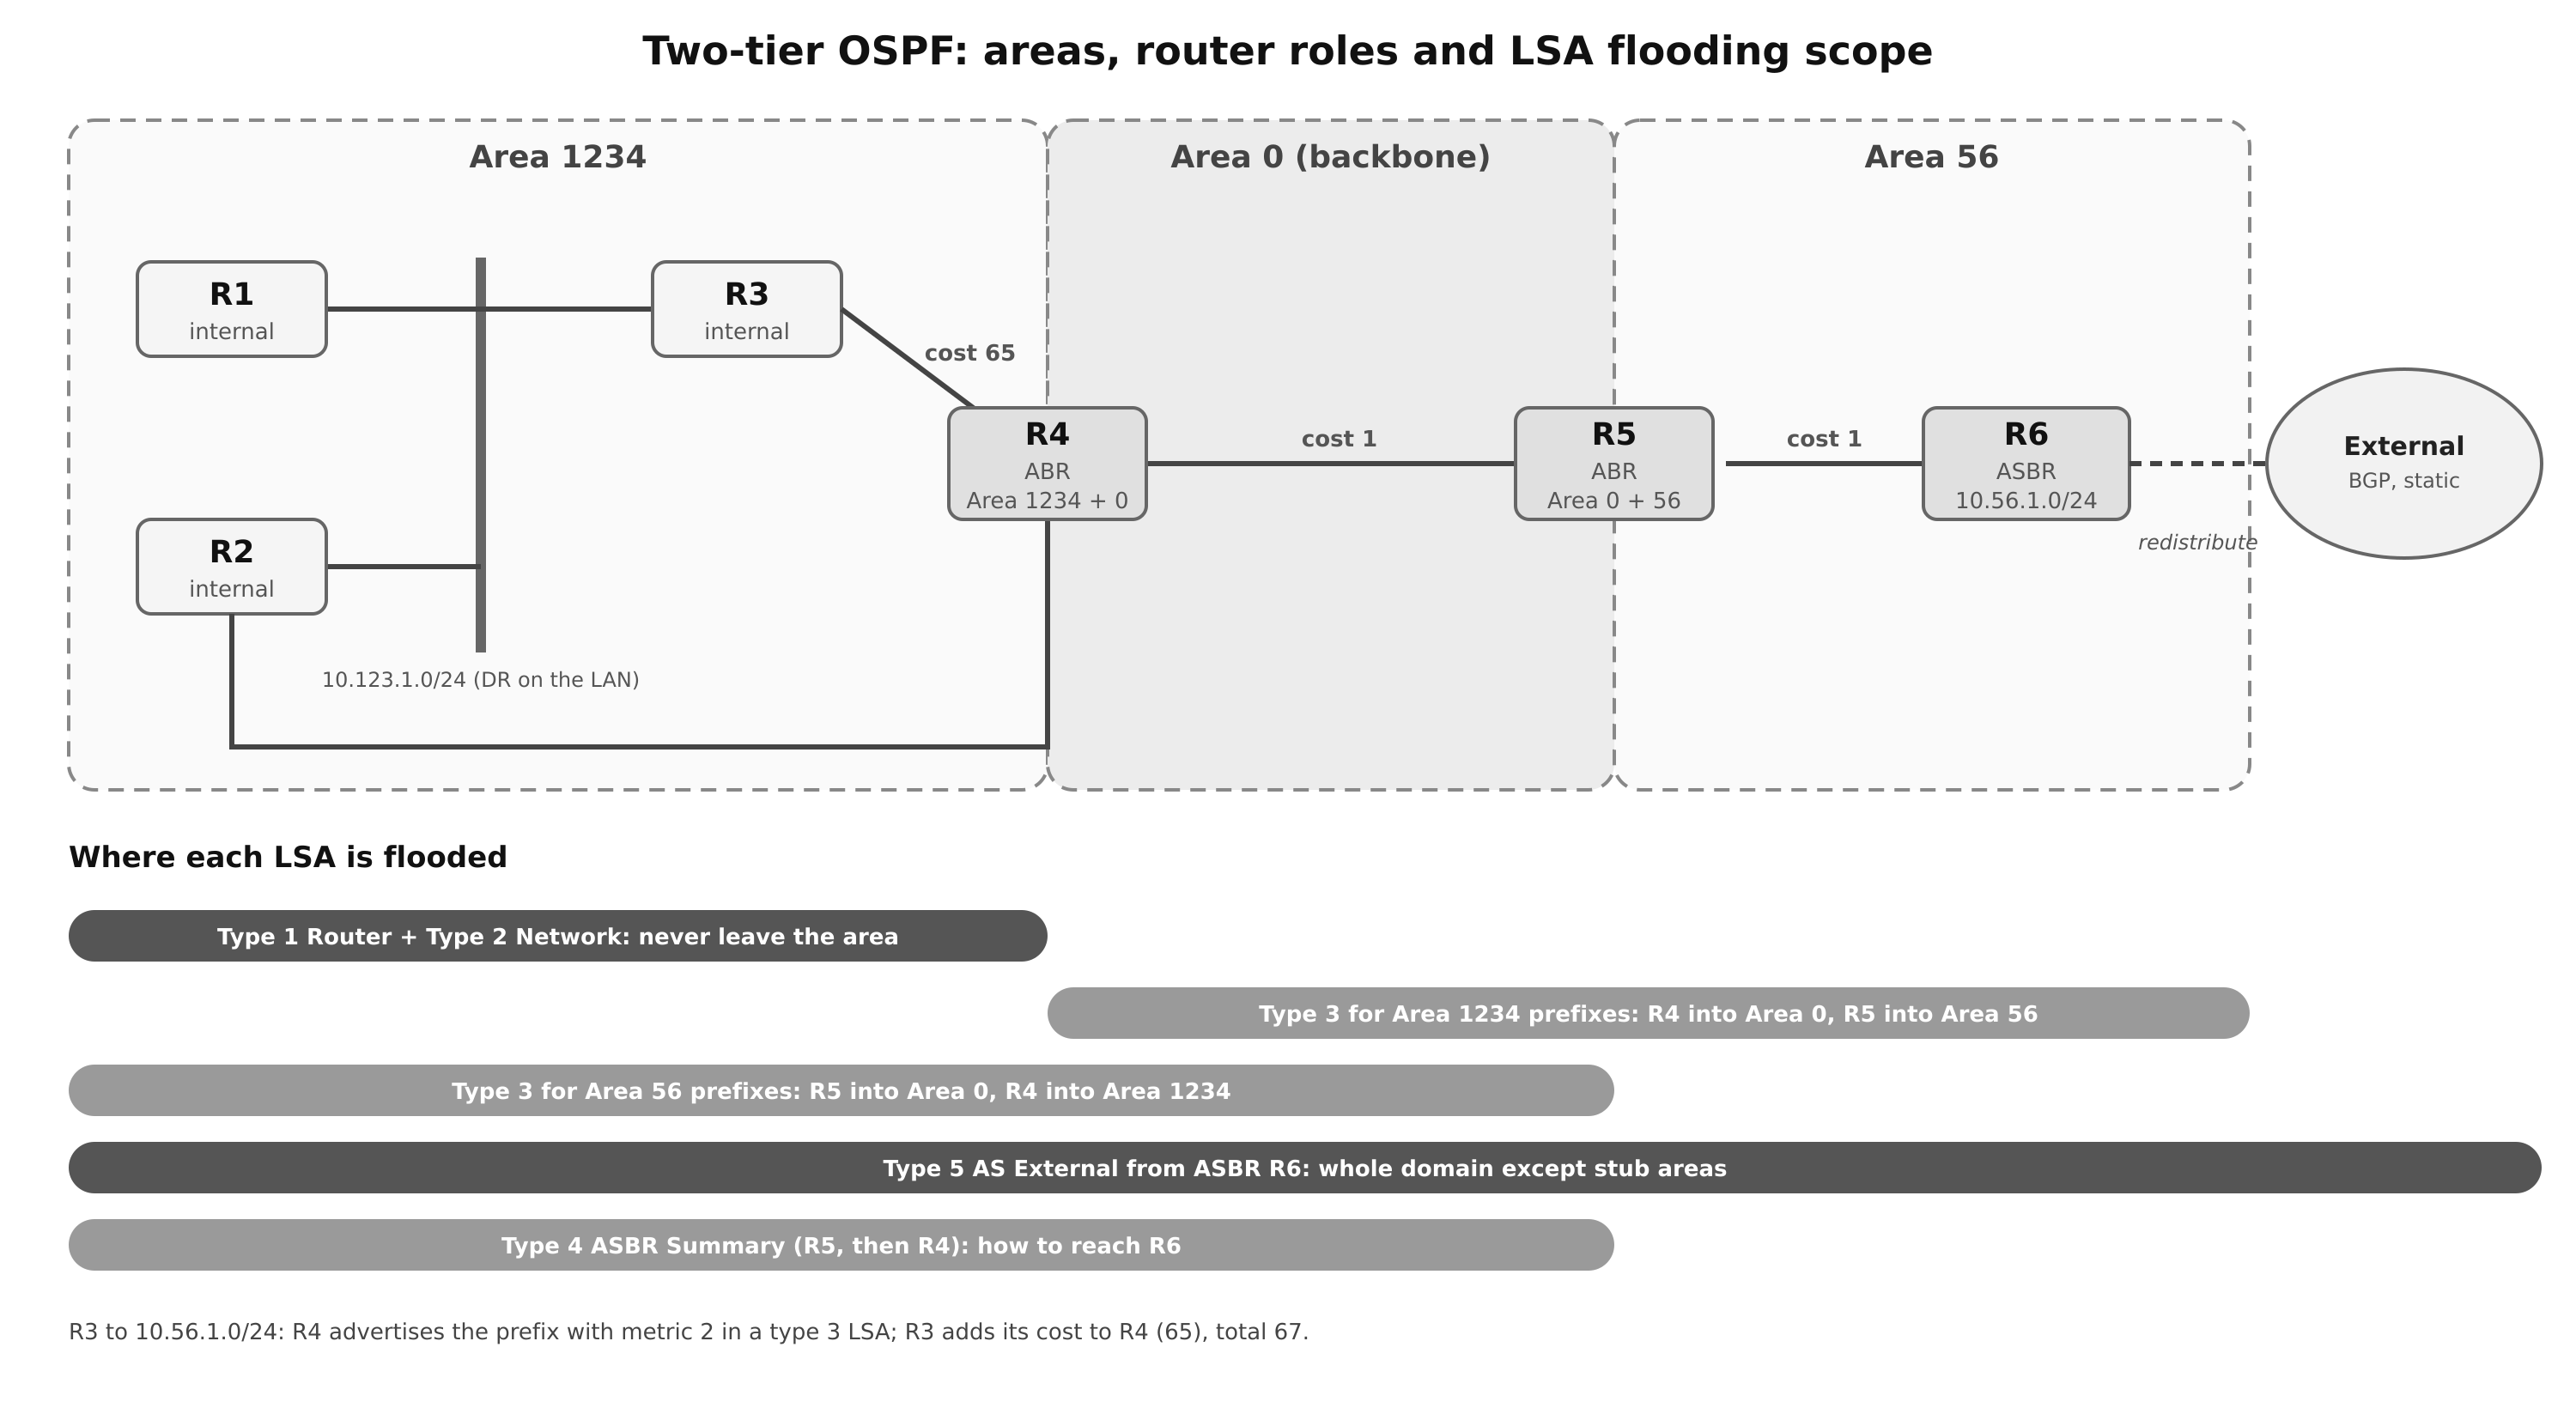 Two-tier OSPF: areas, router roles and LSA flooding scope
Area 1234
Area 0 (backbone)
Area 56
R1
internal
R3
internal
cost 65
R4
ABR
Area 1234 + 0
cost 1
R5
ABR
Area 0 + 56
cost 1
R6
ASBR
10.56.1.0/24
External
BGP, static
redistribute
R2
internal
10.123.1.0/24 (DR on the LAN)
Where each LSA is flooded
Type 1 Router + Type 2 Network: never leave the area
Type 3 for Area 1234 prefixes: R4 into Area 0, R5 into Area 56
Type 3 for Area 56 prefixes: R5 into Area 0, R4 into Area 1234
Type 5 AS External from ASBR R6: whole domain except stub areas
Type 4 ASBR Summary (R5, then R4): how to reach R6
R3 to 10.56.1.0/24: R4 advertises the prefix with metric 2 in a type 3 LSA; R3 adds its cost to R4 (65), total 67.